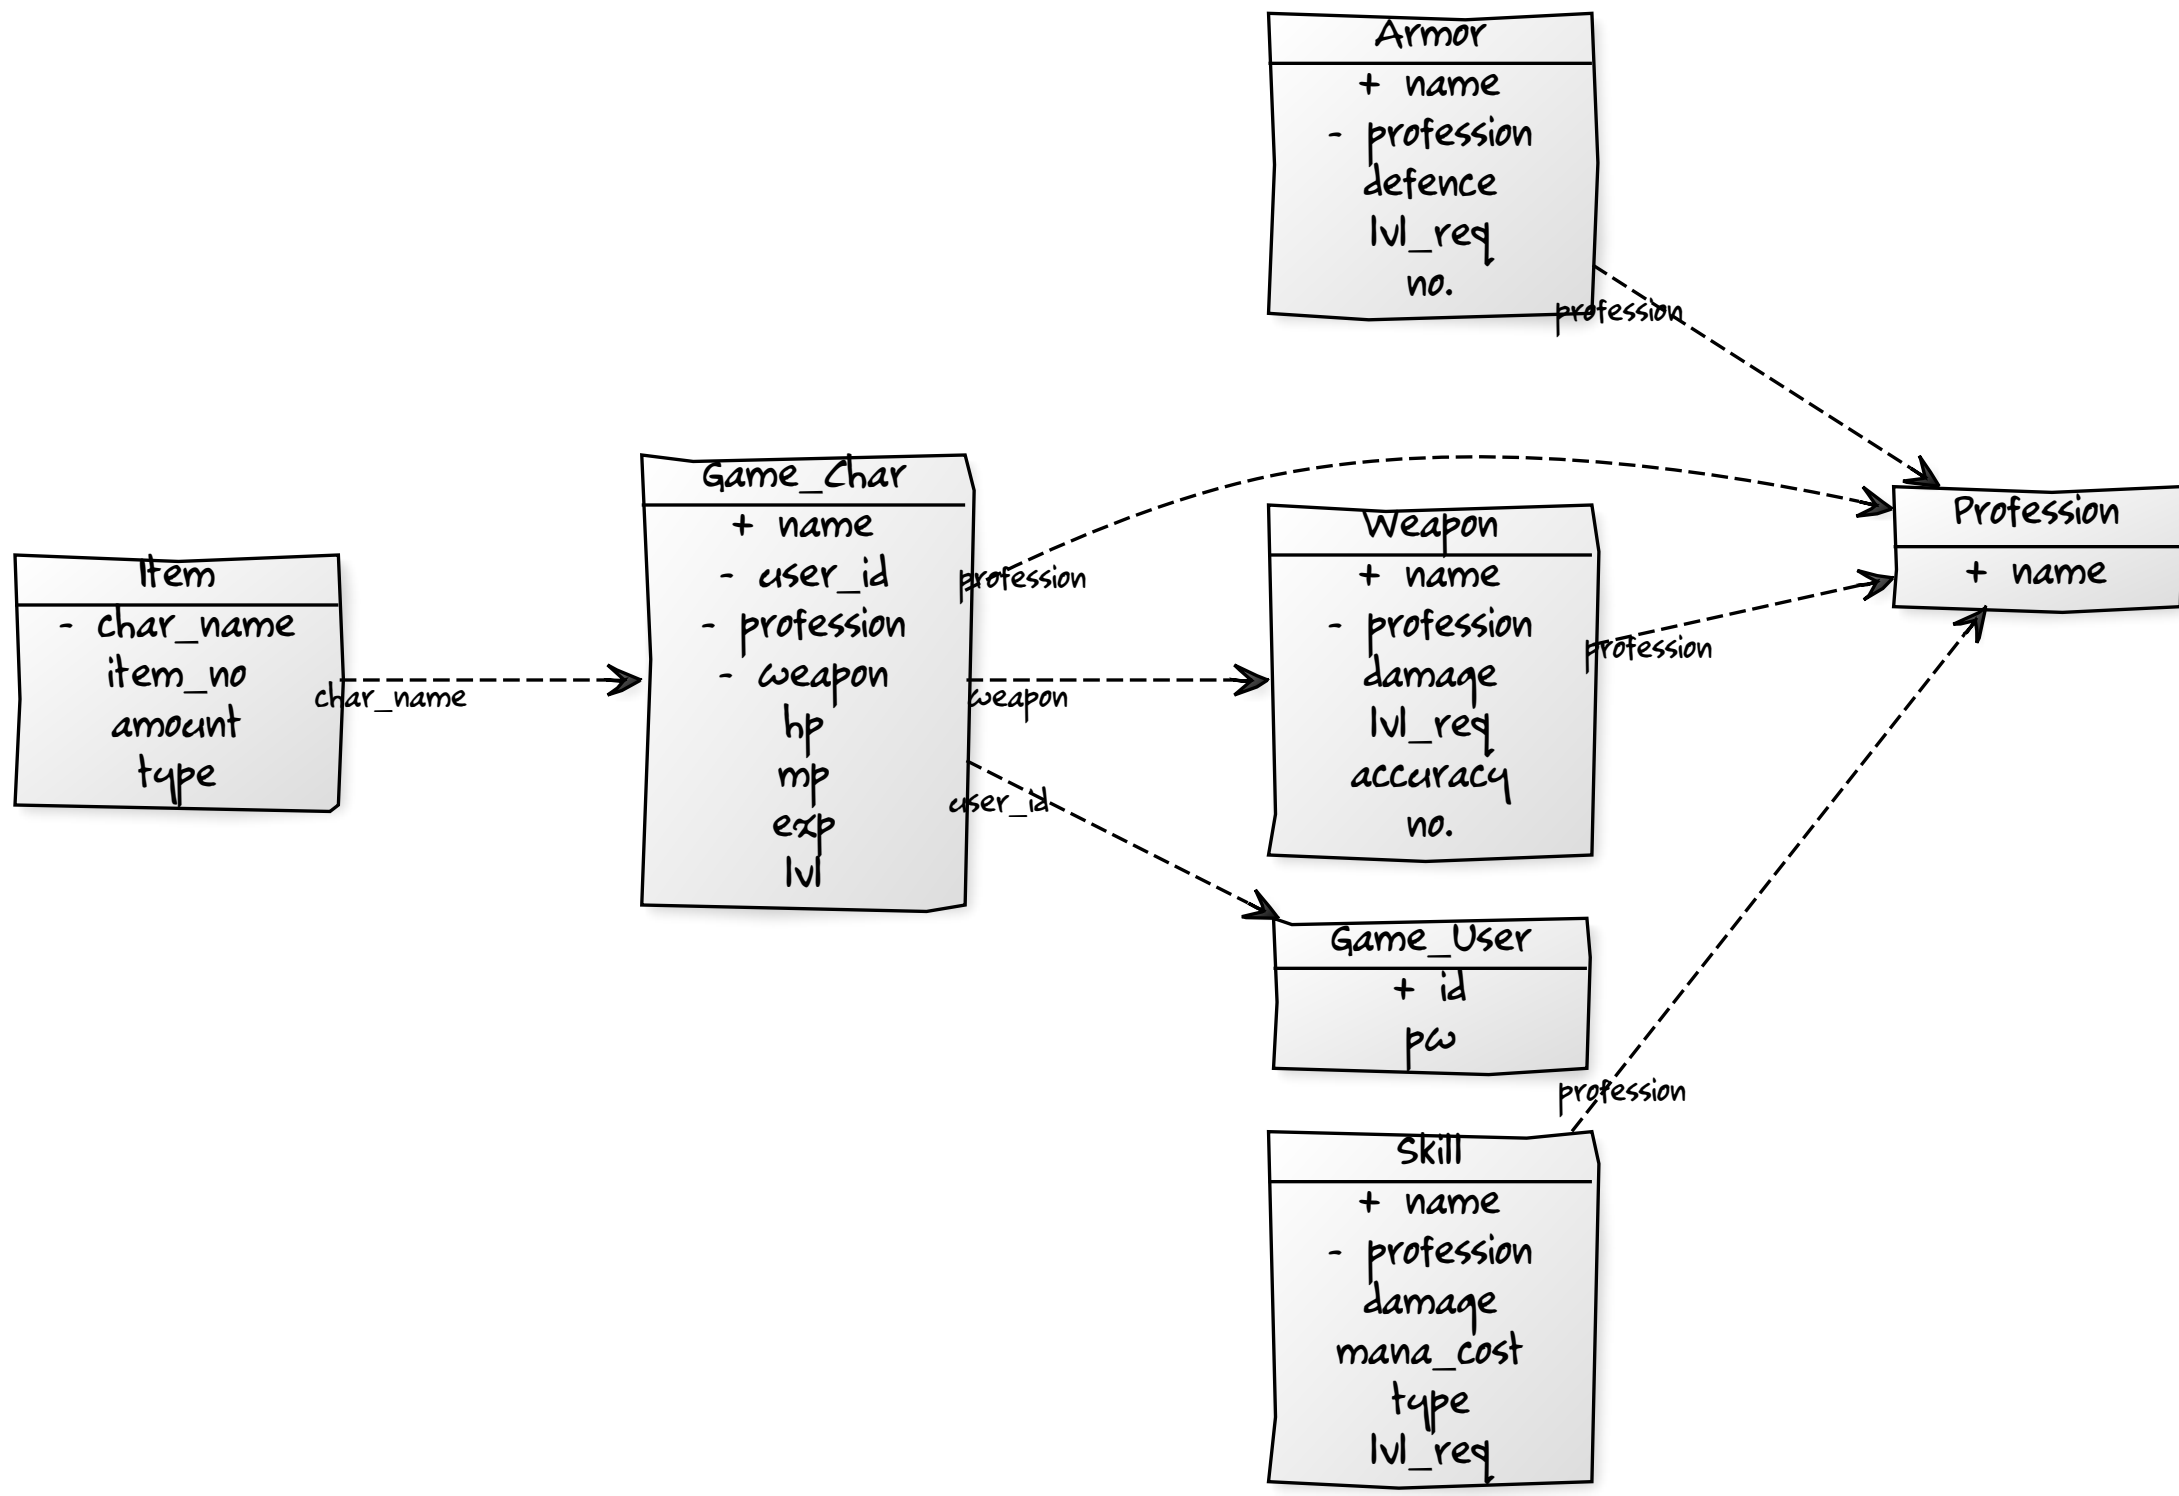 Armor
+ name
- profession
defence
lvl_req
no.
profession
Game_Char
+ name
- user_id
- profession
- weapon
hp
mp
exp
lvl
profession
weapon
user_id
Item
- char_name
item_no
amount
type
char_name
Weapon
+ name
- profession
damage
lvl_req
accuracy
no.
profession
Profession
+ name
Game_User
+ id
pw
profession
Skill
+ name
- profession
damage
mana_cost
type
lvl_req